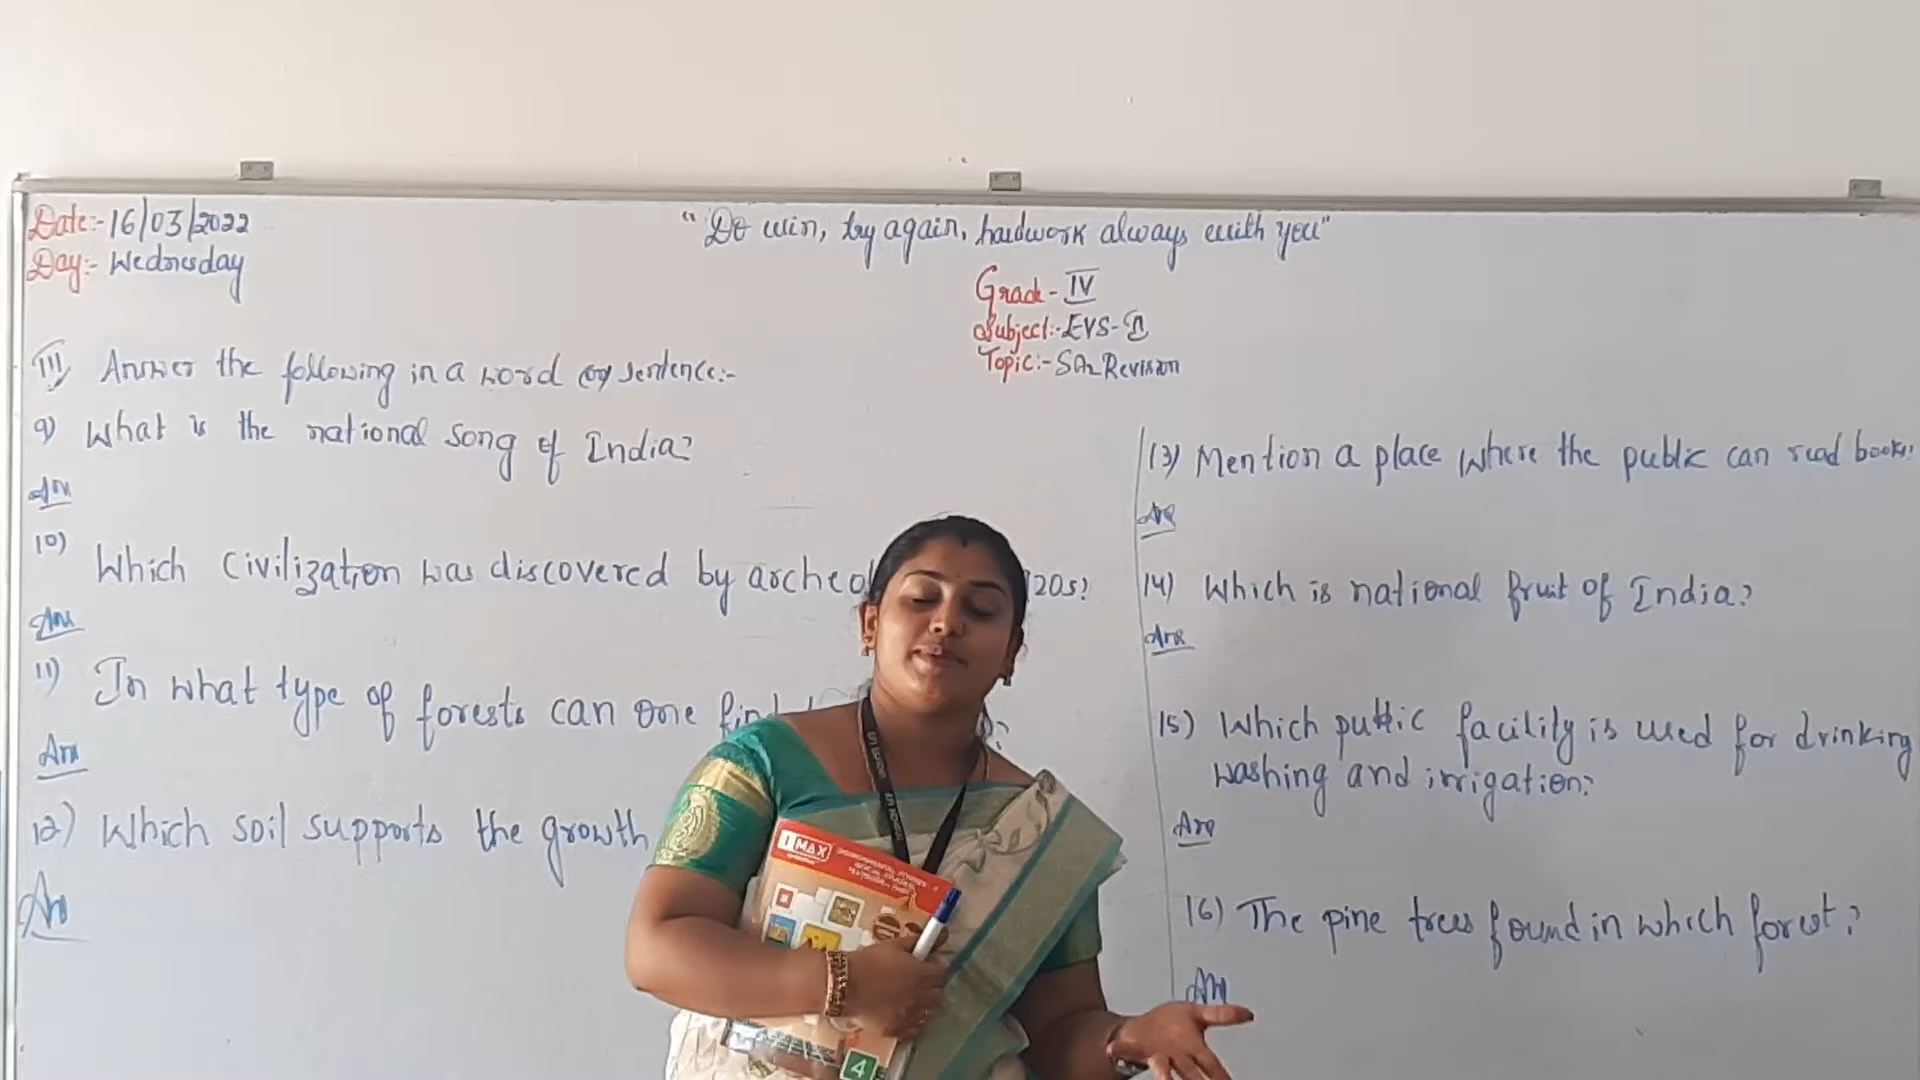 Date:- 16/03/2022
Day:- Wednesday
"Do win, try again, hardwork always with you"
Grade - IV
Subject:- EVS-II
Topic:- SA2 Revision
III) Answer the following in a word (or) sentence:-
9) What is the national song of India?
Ans
10) Which civilization was discovered by archeol 20s?
Ans
11) In what type of forests can one find ?
Ans
12) Which soil supports the growth
Ans
13) Mention a place where the public can read books?
Ans
14) Which is national fruit of India?
Ans
15) Which public facility is used for drinking
washing and irrigation?
Ans
16) The pine trees found in which forest?
Ans
I MAX
4